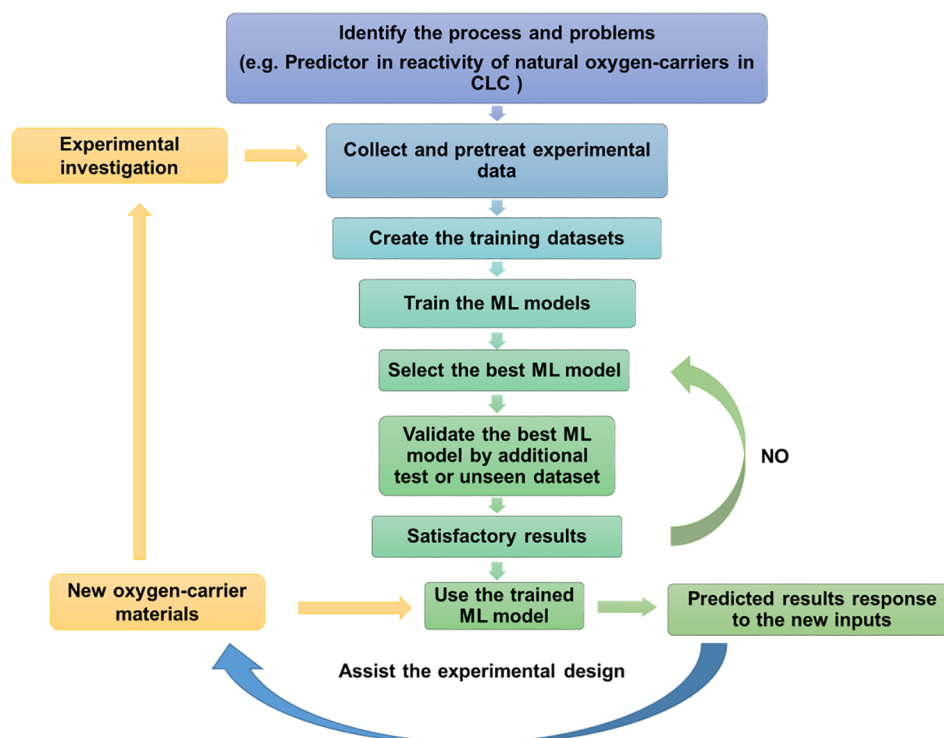 Identify the process and problems
(e.g. Predictor in reactivity of natural oxygen-carriers in
CLC )
Experimental
investigation
Collect and pretreat experimental
data
Create the training datasets
Train the ML models
Select the best ML model
Validate the best ML
model by additional
test or unseen dataset
NO
Satisfactory results
New oxygen-carrier
materials
Use the trained
ML model
Predicted results response
to the new inputs
Assist the experimental design